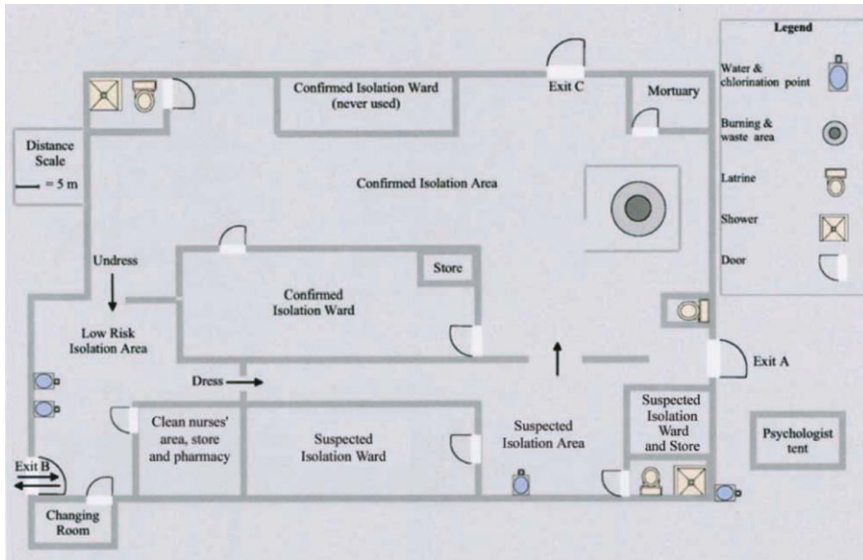 Legend
Water &
chlorination point
Burning &
waste area
Latrine
Shower
Door
Confirmed Isolation Ward
(never used)
Exit C
Mortuary
Distance
Scale
= 5 m
Confirmed Isolation Area
Undress
Store
Confirmed
Isolation Ward
Low Risk
Isolation Area
Exit A
Dress
Clean nurses'
area, store
and pharmacy
Suspected
Isolation Ward
Suspected
Isolation Area
Suspected
Isolation
Ward
and Store
Psychologist
tent
Exit B
Changing
Room